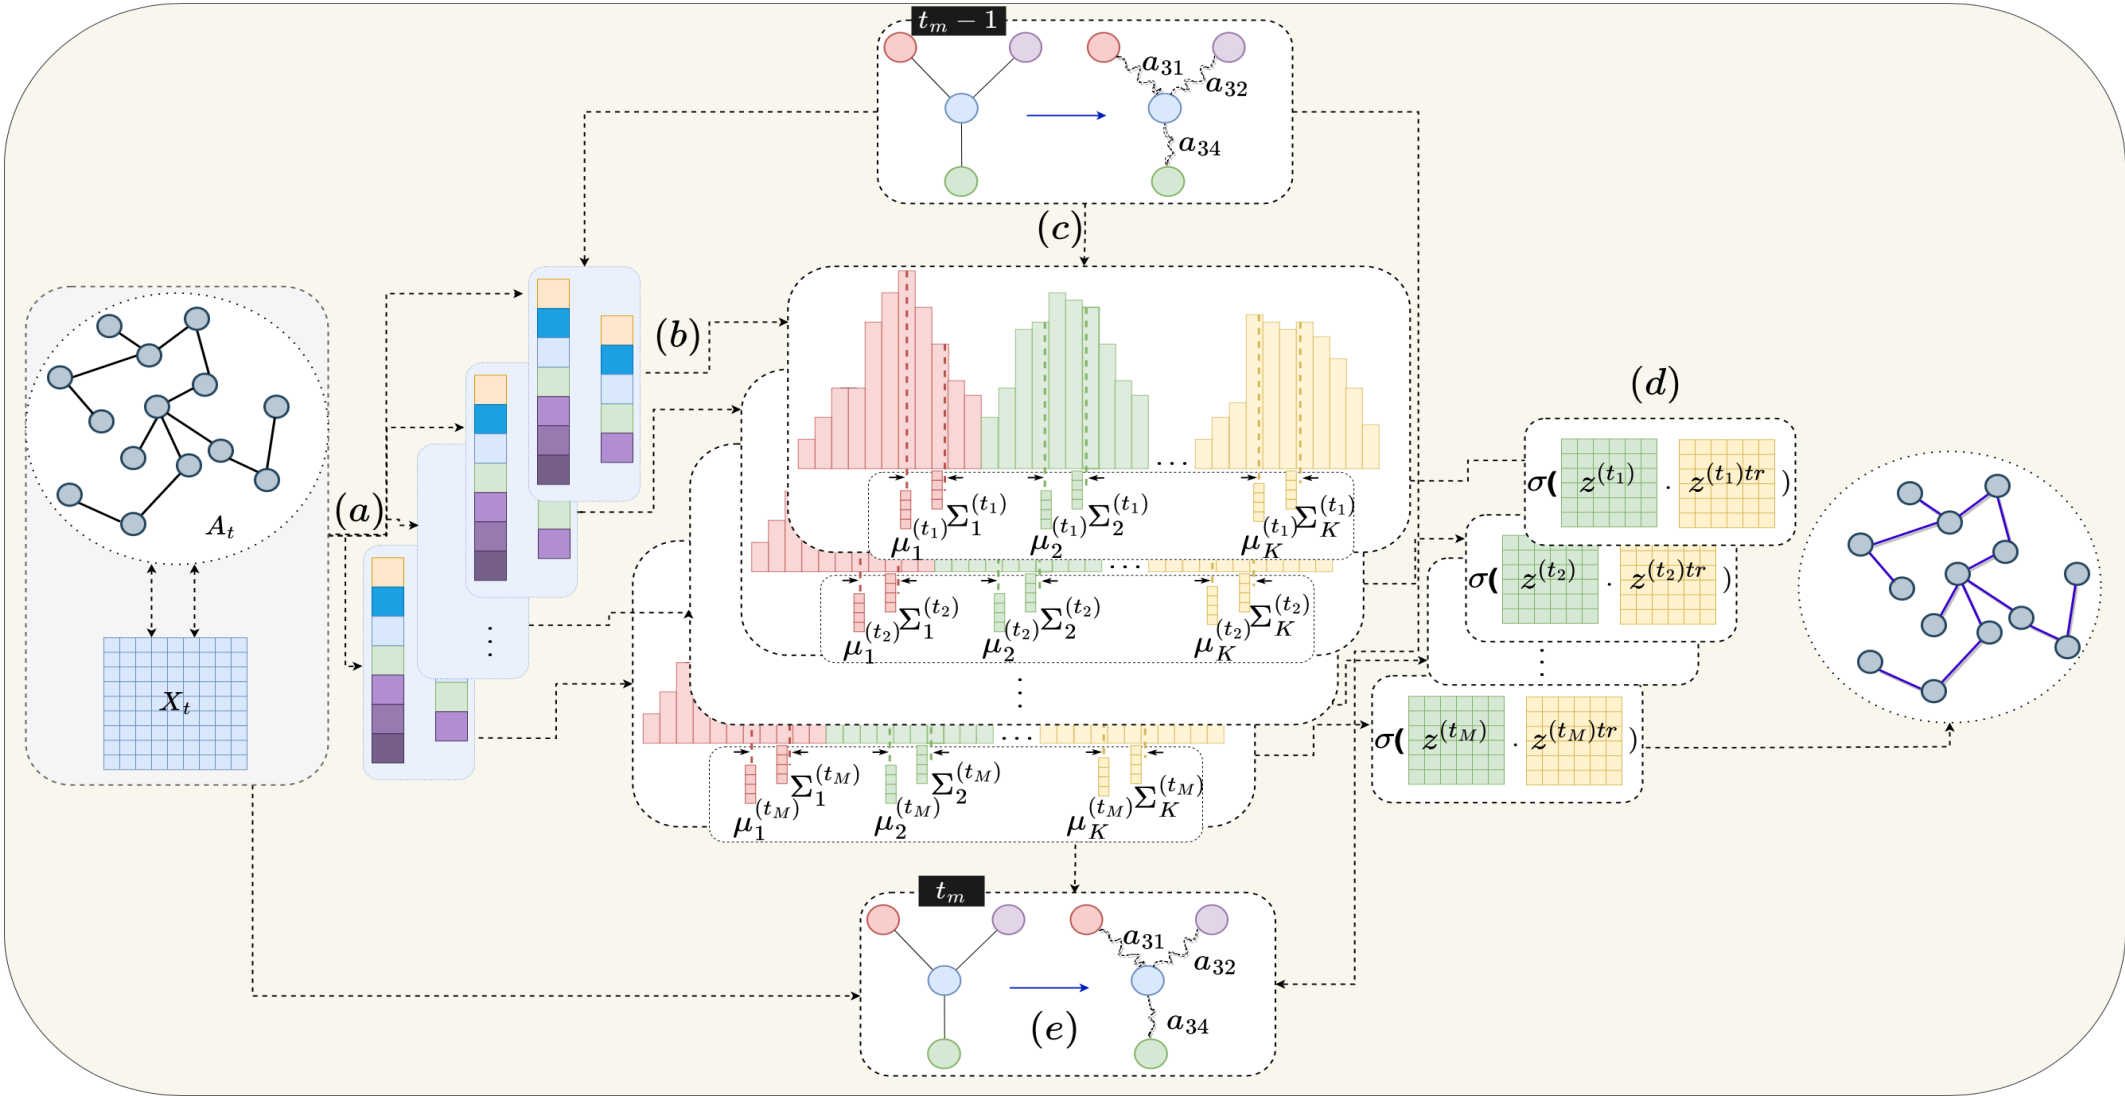 t_m − 1
a_31
a_32
a_34
(c)
(b)
(a)
A_t
X_t
⋮
...
μ_1^(t_1) Σ_1^(t_1) μ_2^(t_1) Σ_2^(t_1) μ_K^(t_1) Σ_K^(t_1)
...
μ_1^(t_2) Σ_1^(t_2) μ_2^(t_2) Σ_2^(t_2) μ_K^(t_2) Σ_K^(t_2)
⋮
...
μ_1^(t_M) Σ_1^(t_M) μ_2^(t_M) Σ_2^(t_M) μ_K^(t_M) Σ_K^(t_M)
(d)
σ( z^(t_1) . z^(t_1)tr )
σ( z^(t_2) . z^(t_2)tr )
⋮
σ( z^(t_M) . z^(t_M)tr )
t_m
a_31
a_32
a_34
(e)